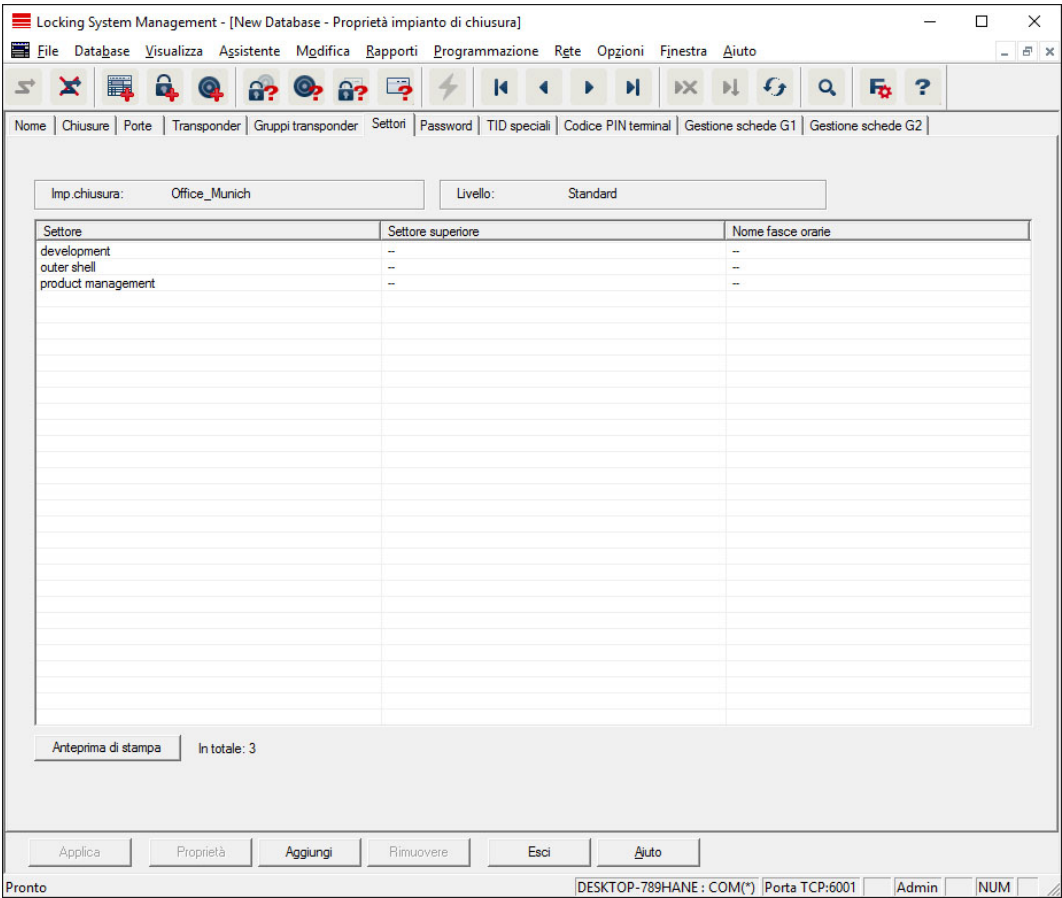 Locking System Management - [New Database - Proprietà impianto di chiusura]
File Database Visualizza Assistente Modifica Rapporti Programmazione Rete Opzioni Finestra Aiuto
Nome Chiusure Porte Transponder Gruppi transponder Settori Password TID speciali Codice PIN terminal Gestione schede G1 Gestione schede G2
Imp.chiusura: Office_Munich Livello: Standard
Settore Settore superiore Nome fasce orarie
development -- --
outer shell -- --
product management -- --
Anteprima di stampa In totale: 3
Applica Proprietà Aggiungi Rimuovere Esci Aiuto
Pronto DESKTOP-789HANE : COM(*) Porta TCP:6001 Admin NUM